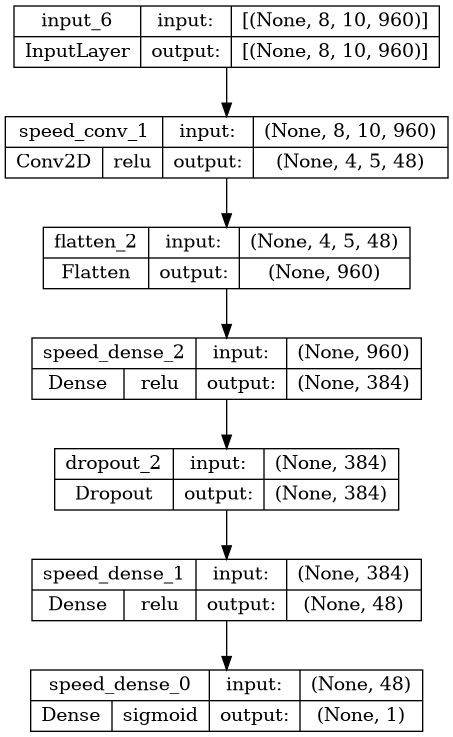 input_6 input: [(None, 8, 10, 960)]
InputLayer output: [(None, 8, 10, 960)]
speed_conv_1 input: (None, 8, 10, 960)
Conv2D relu output: (None, 4, 5, 48)
flatten_2 input: (None, 4, 5, 48)
Flatten output: (None, 960)
speed_dense_2 input: (None, 960)
Dense relu output: (None, 384)
dropout_2 input: (None, 384)
Dropout output: (None, 384)
speed_dense_1 input: (None, 384)
Dense relu output: (None, 48)
speed_dense_0 input: (None, 48)
Dense sigmoid output: (None, 1)